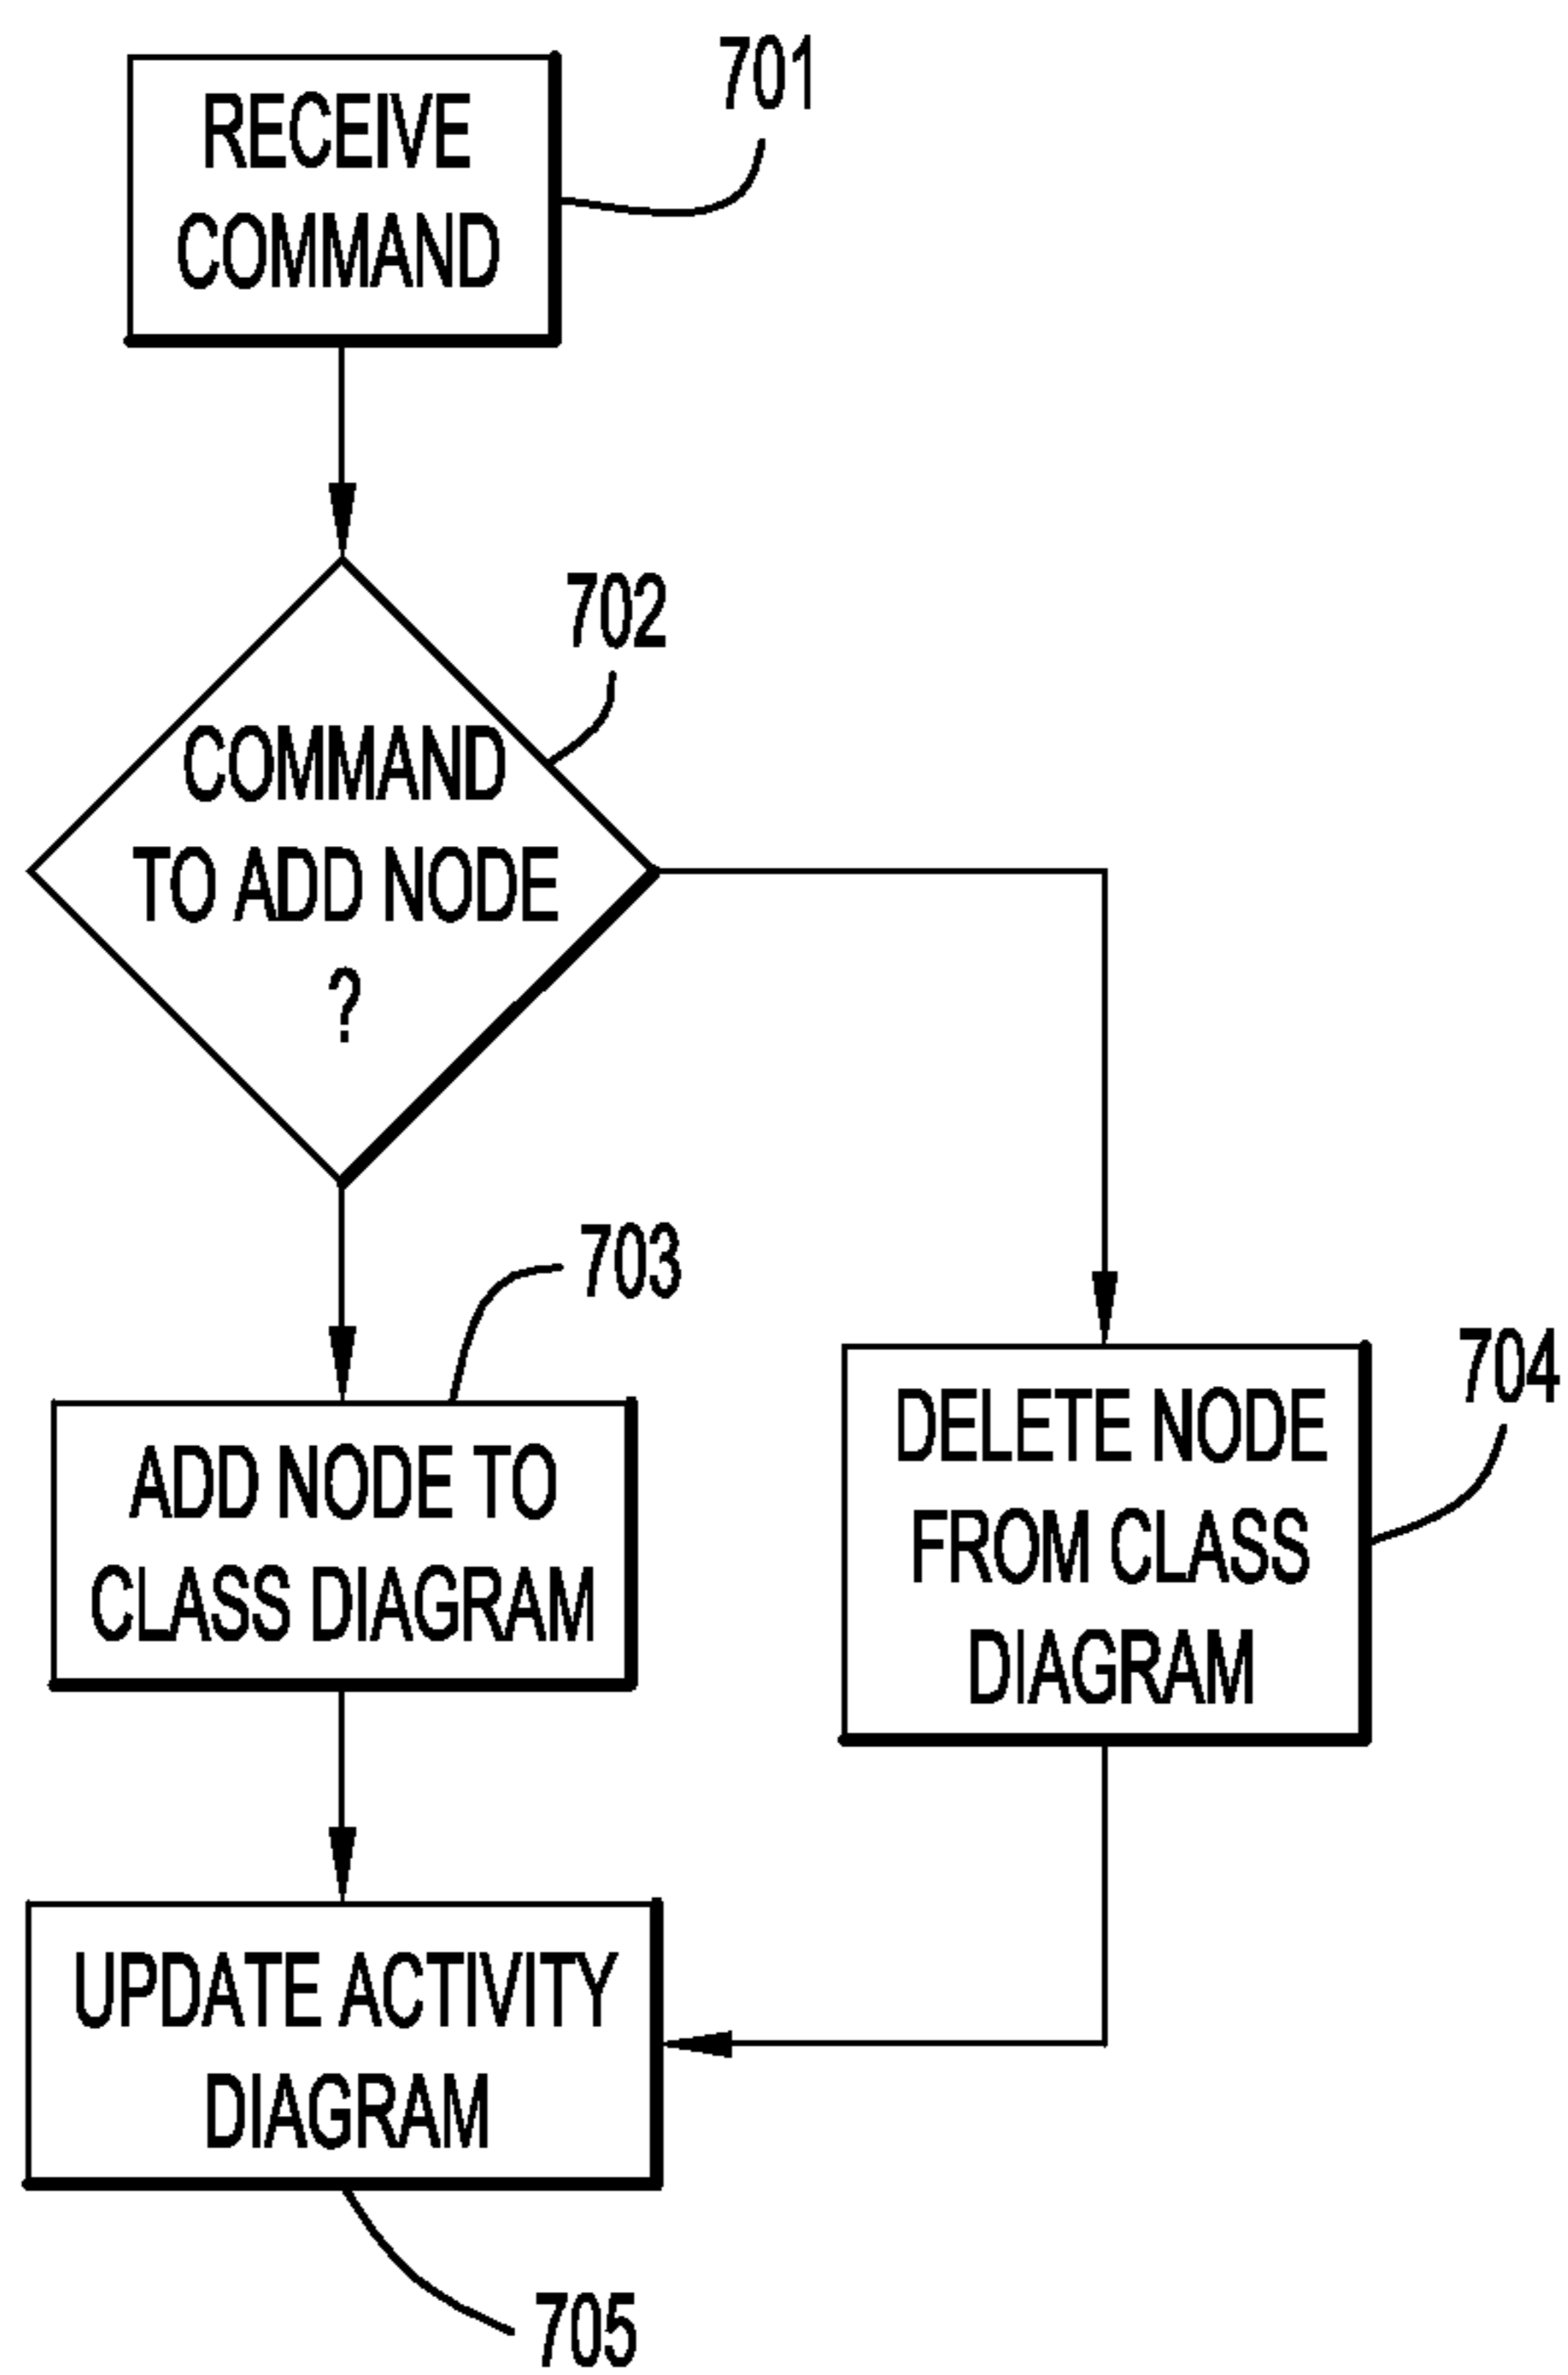 701
RECEIVE
COMMAND
702
COMMAND
TO ADD NODE
?
703
ADD NODE TO
CLASS DIAGRAM
704
DELETE NODE
FROM CLASS
DIAGRAM
UPDATE ACTIVITY
DIAGRAM
705